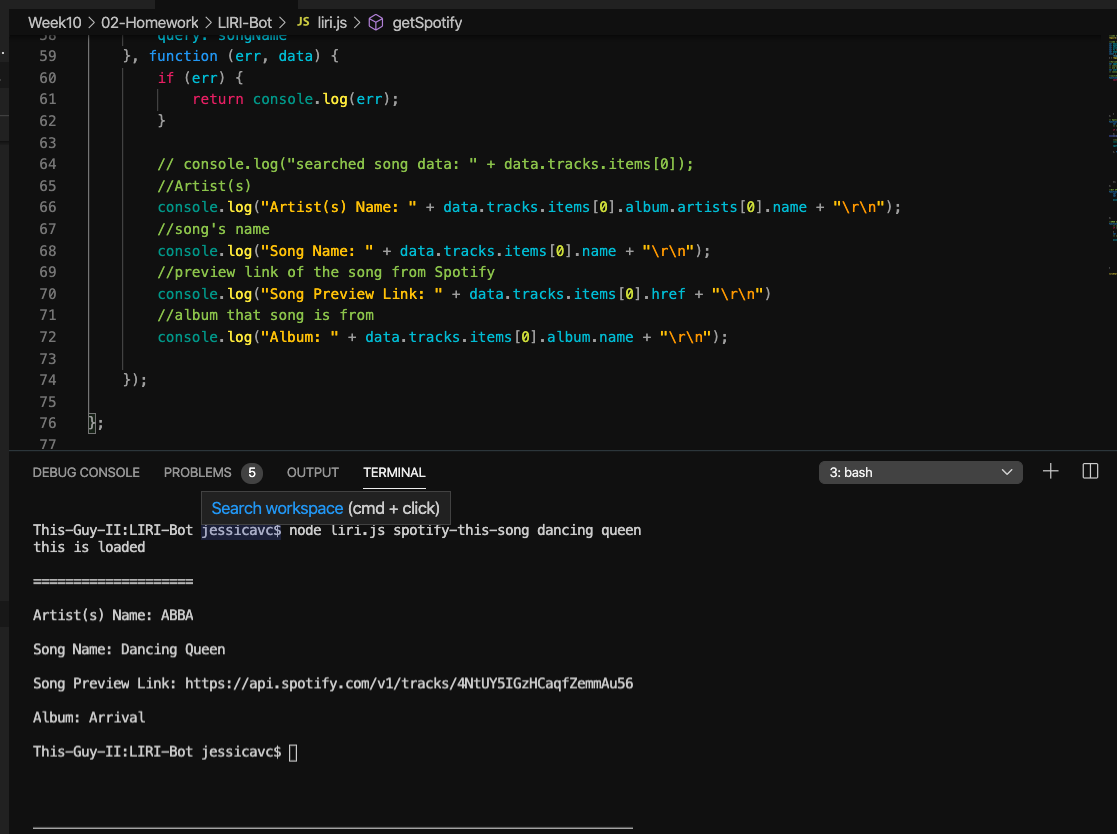 Week10 > 02-Homework > LIRI-Bot > JS liri.js > getSpotify
58 query: songName
59 }, function (err, data) {
60 if (err) {
61 return console.log(err);
62 }
63
64 // console.log("searched song data: " + data.tracks.items[0]);
65 //Artist(s)
66 console.log("Artist(s) Name: " + data.tracks.items[0].album.artists[0].name + "\r\n");
67 //song's name
68 console.log("Song Name: " + data.tracks.items[0].name + "\r\n");
69 //preview link of the song from Spotify
70 console.log("Song Preview Link: " + data.tracks.items[0].href + "\r\n")
71 //album that song is from
72 console.log("Album: " + data.tracks.items[0].album.name + "\r\n");
73
74 });
75
76 };
77
DEBUG CONSOLE PROBLEMS 5 OUTPUT TERMINAL 3: bash
Search workspace (cmd + click)
This-Guy-II:LIRI-Bot jessicavc$ node liri.js spotify-this-song dancing queen
this is loaded
====================
Artist(s) Name: ABBA
Song Name: Dancing Queen
Song Preview Link: https://api.spotify.com/v1/tracks/4NtUY5IGzHCaqfZemmAu56
Album: Arrival
This-Guy-II:LIRI-Bot jessicavc$